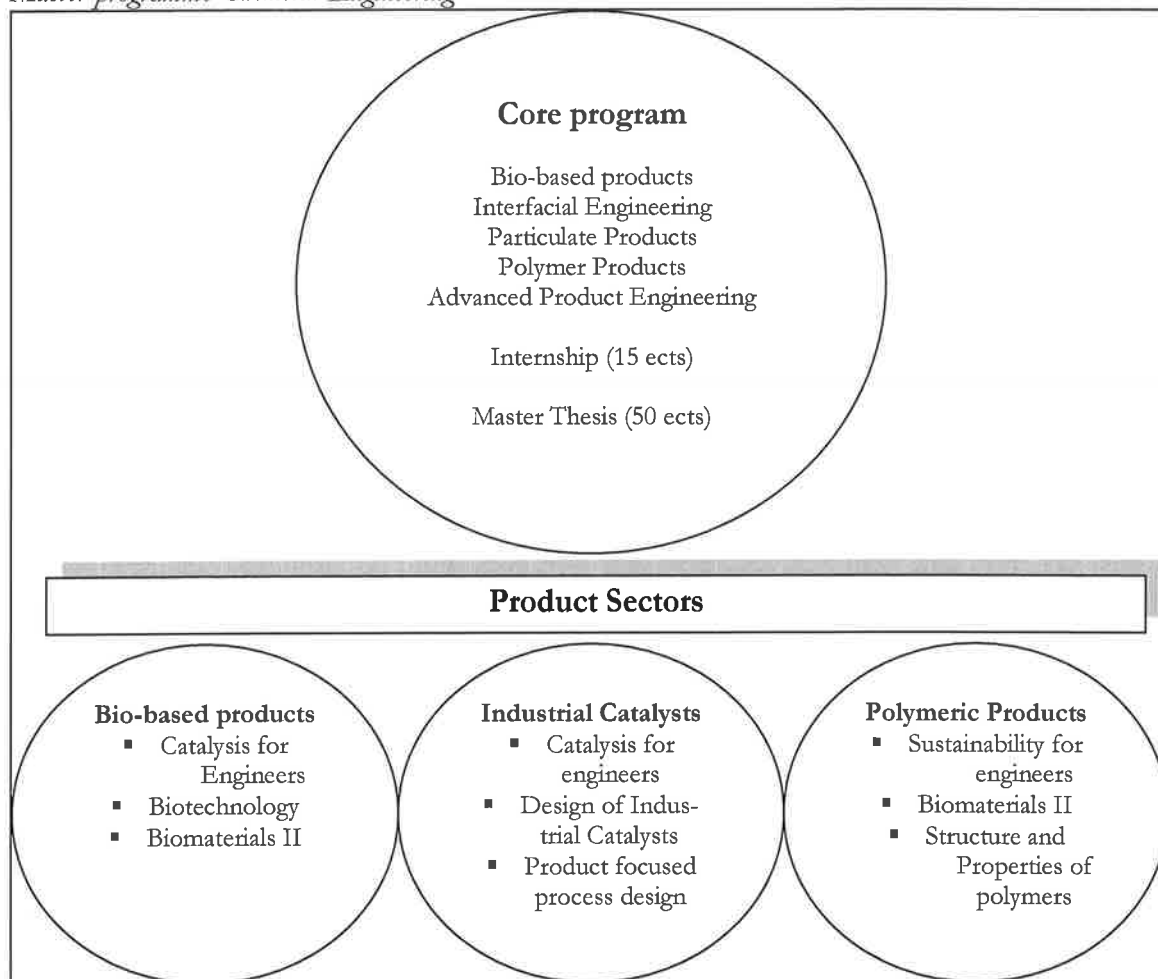 Master programme
Engineering
Core program
Bio-based products
Interfacial Engineering
Particulate Products
Polymer Products
Advanced Product Engineering
Internship (15 ects)
Master Thesis (50 ects)
Product Sectors
Bio-based products
▪ Catalysis for
Engineers
▪ Biotechnology
▪ Biomaterials II
Industrial Catalysts
▪ Catalysis for
engineers
▪ Design of Indus-
trial Catalysts
▪ Product focused
process design
Polymeric Products
▪ Sustainability for
engineers
▪ Biomaterials II
▪ Structure and
Properties of
polymers